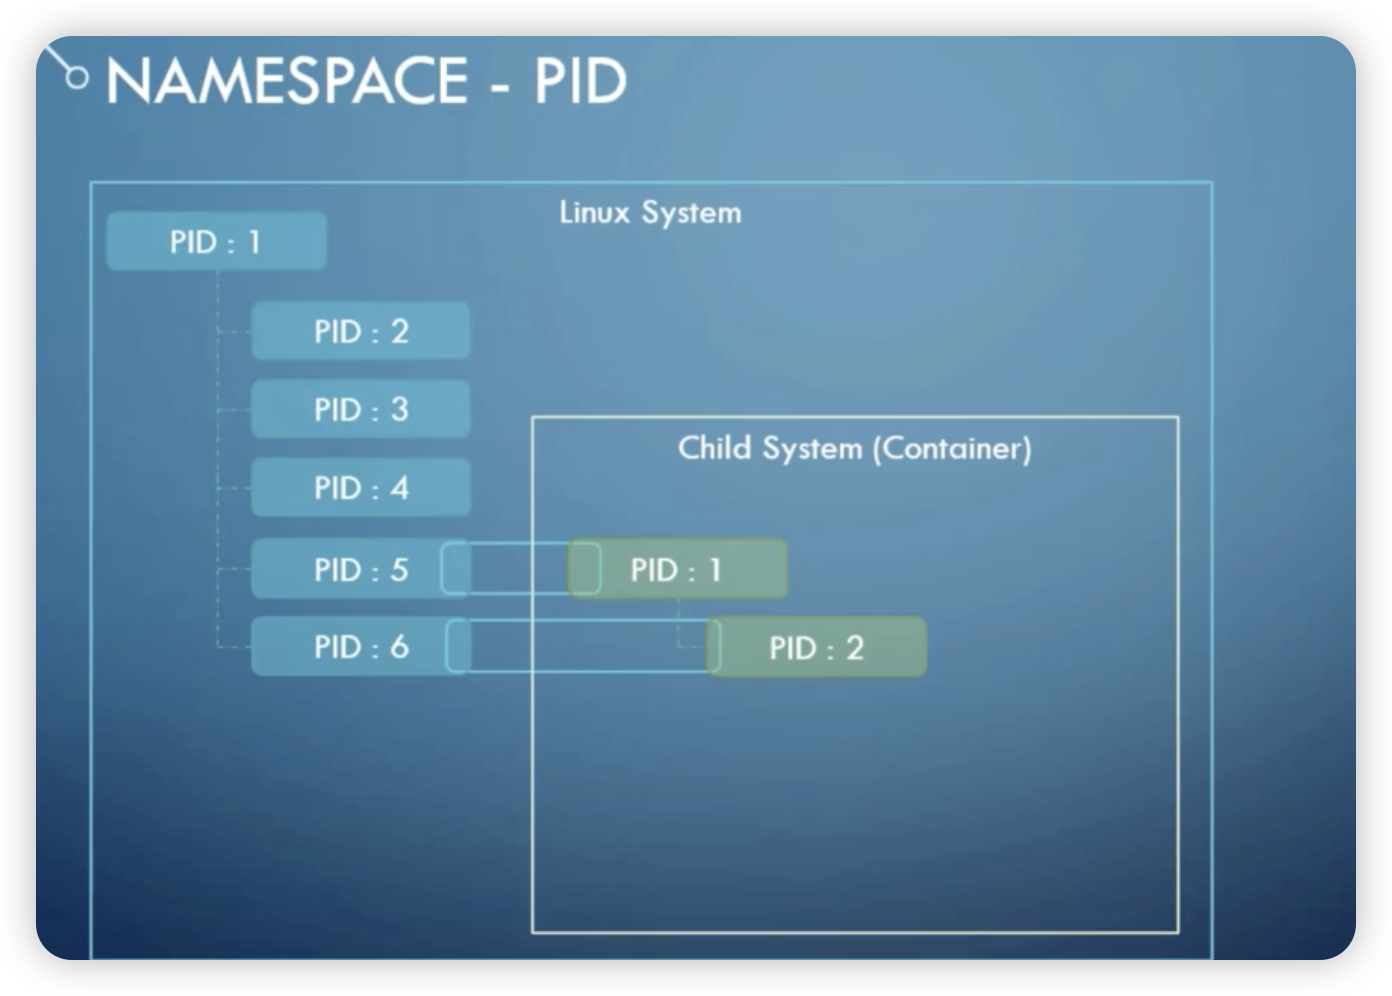 NAMESPACE - PID
Linux System
PID : 1
PID : 2
PID : 3
PID : 4
PID : 5
PID : 6
Child System (Container)
PID : 1
PID : 2